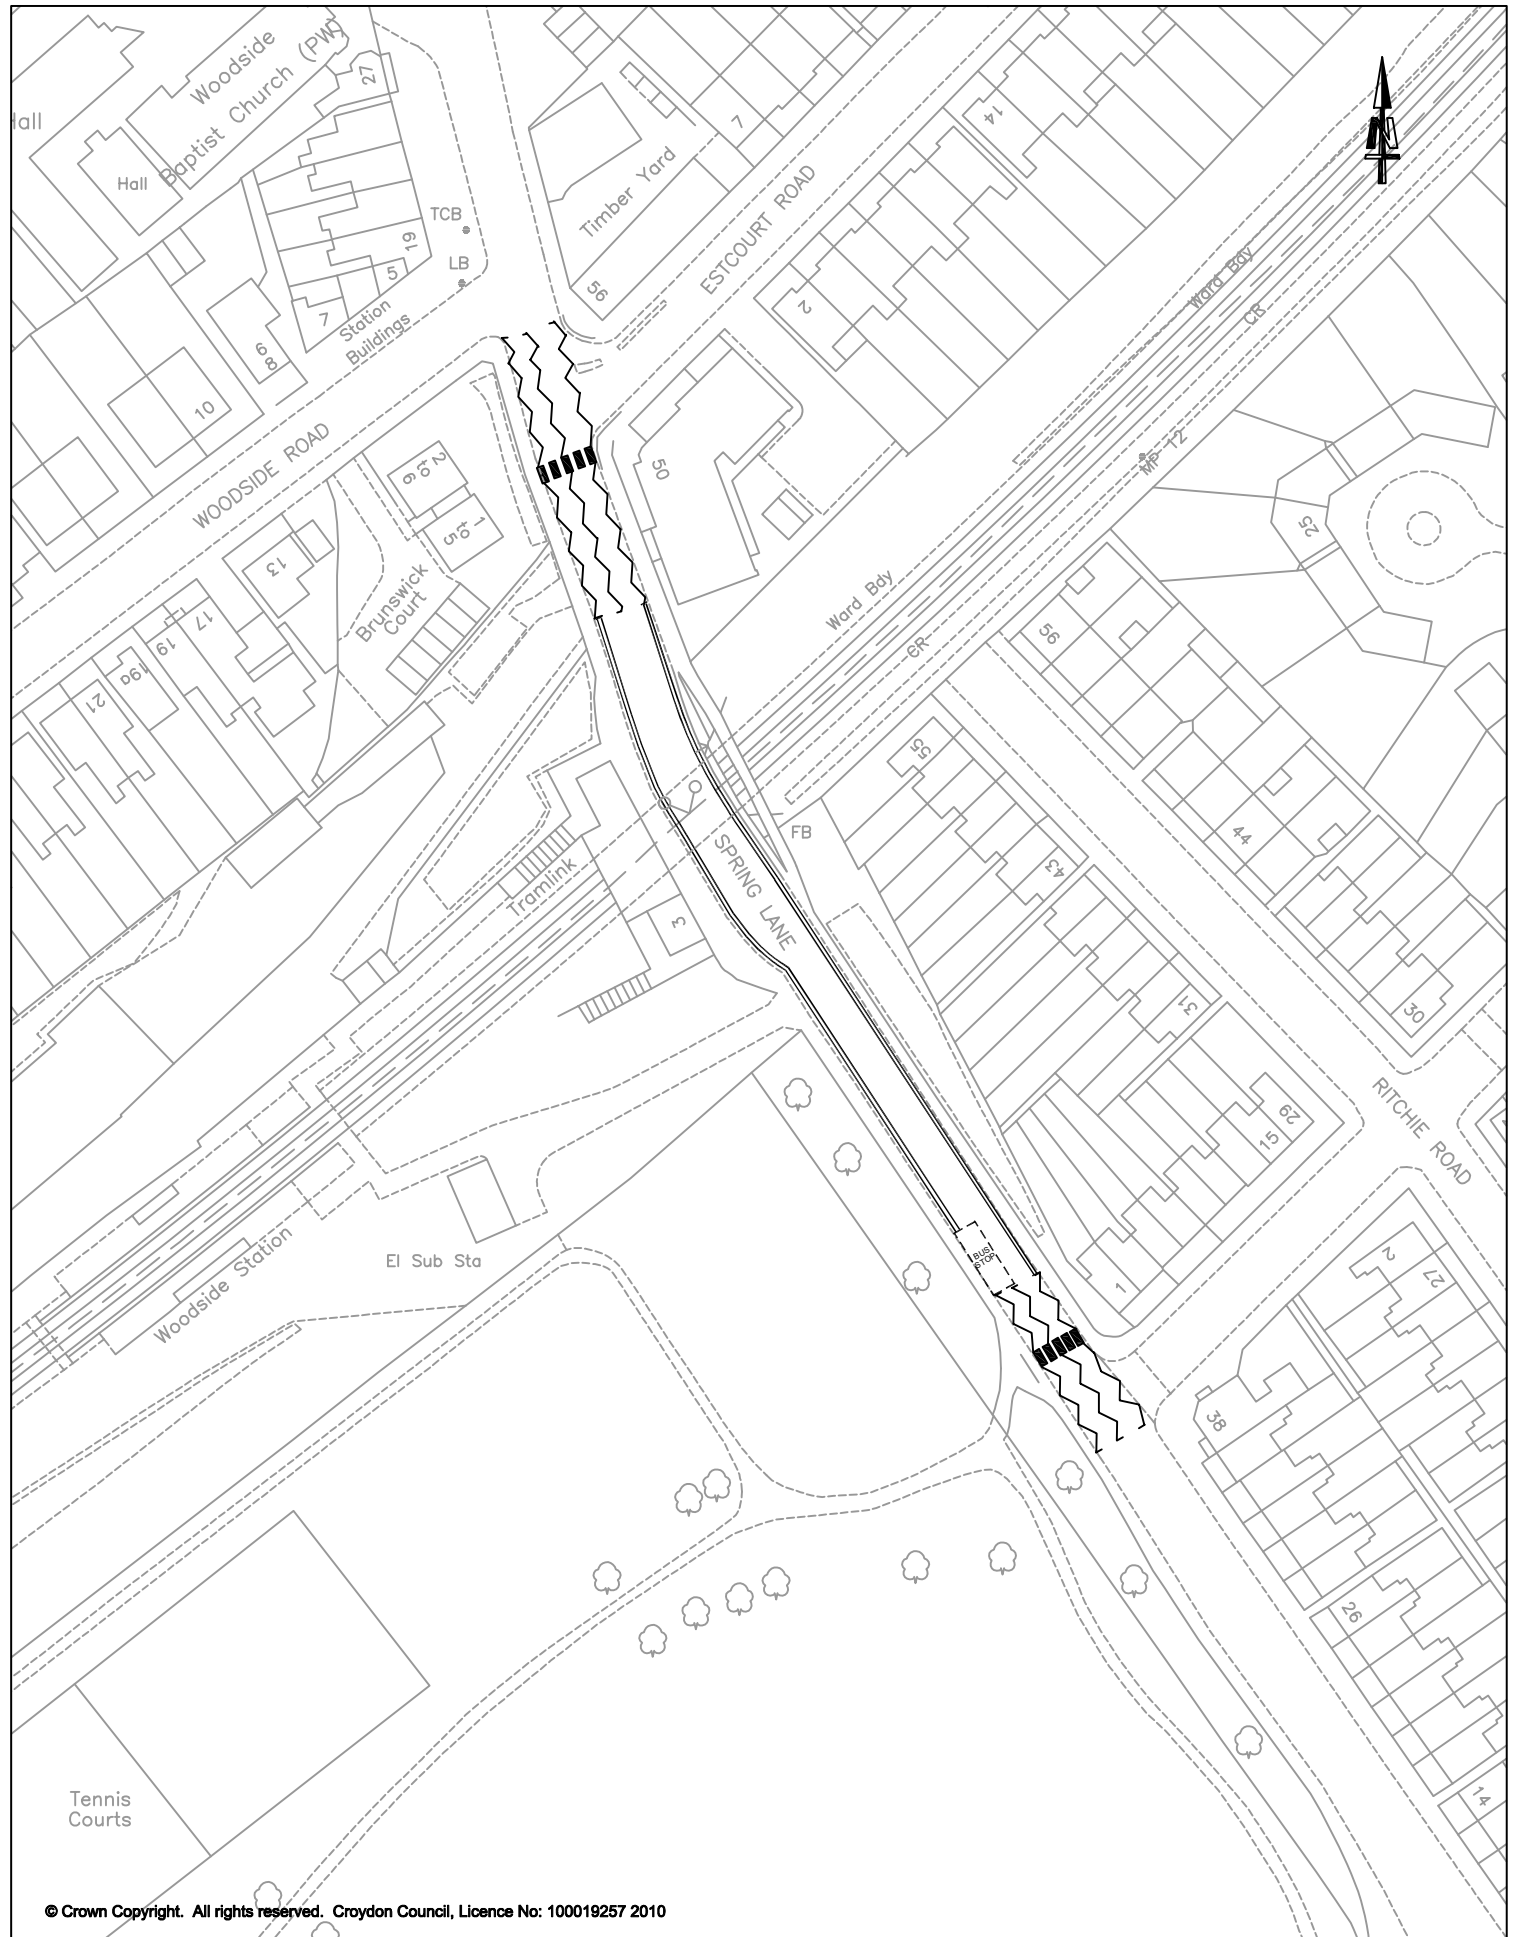 Woodside
Baptist Church (PW)
27
Hall
TCB
19
LB
5
7
Station
Buildings
6
8
10
7
Timber Yard
56
ESTCOURT ROAD
14
2
N
Ward Bdy
CR
MP 12
25
WOODSIDE ROAD
2
to
6
1
to
5
50
13
Brunswick
Court
17
19
19a
21
Ward Bdy
CR
56
55
FB
SPRING LANE
44
43
Tramlink
3
31
30
RITCHIE ROAD
29
15
El Sub Sta
Woodside Station
BUS
STOP
1
2
27
38
26
14
Tennis
Courts
© Crown Copyright. All rights reserved. Croydon Council, Licence No: 100019257 2010